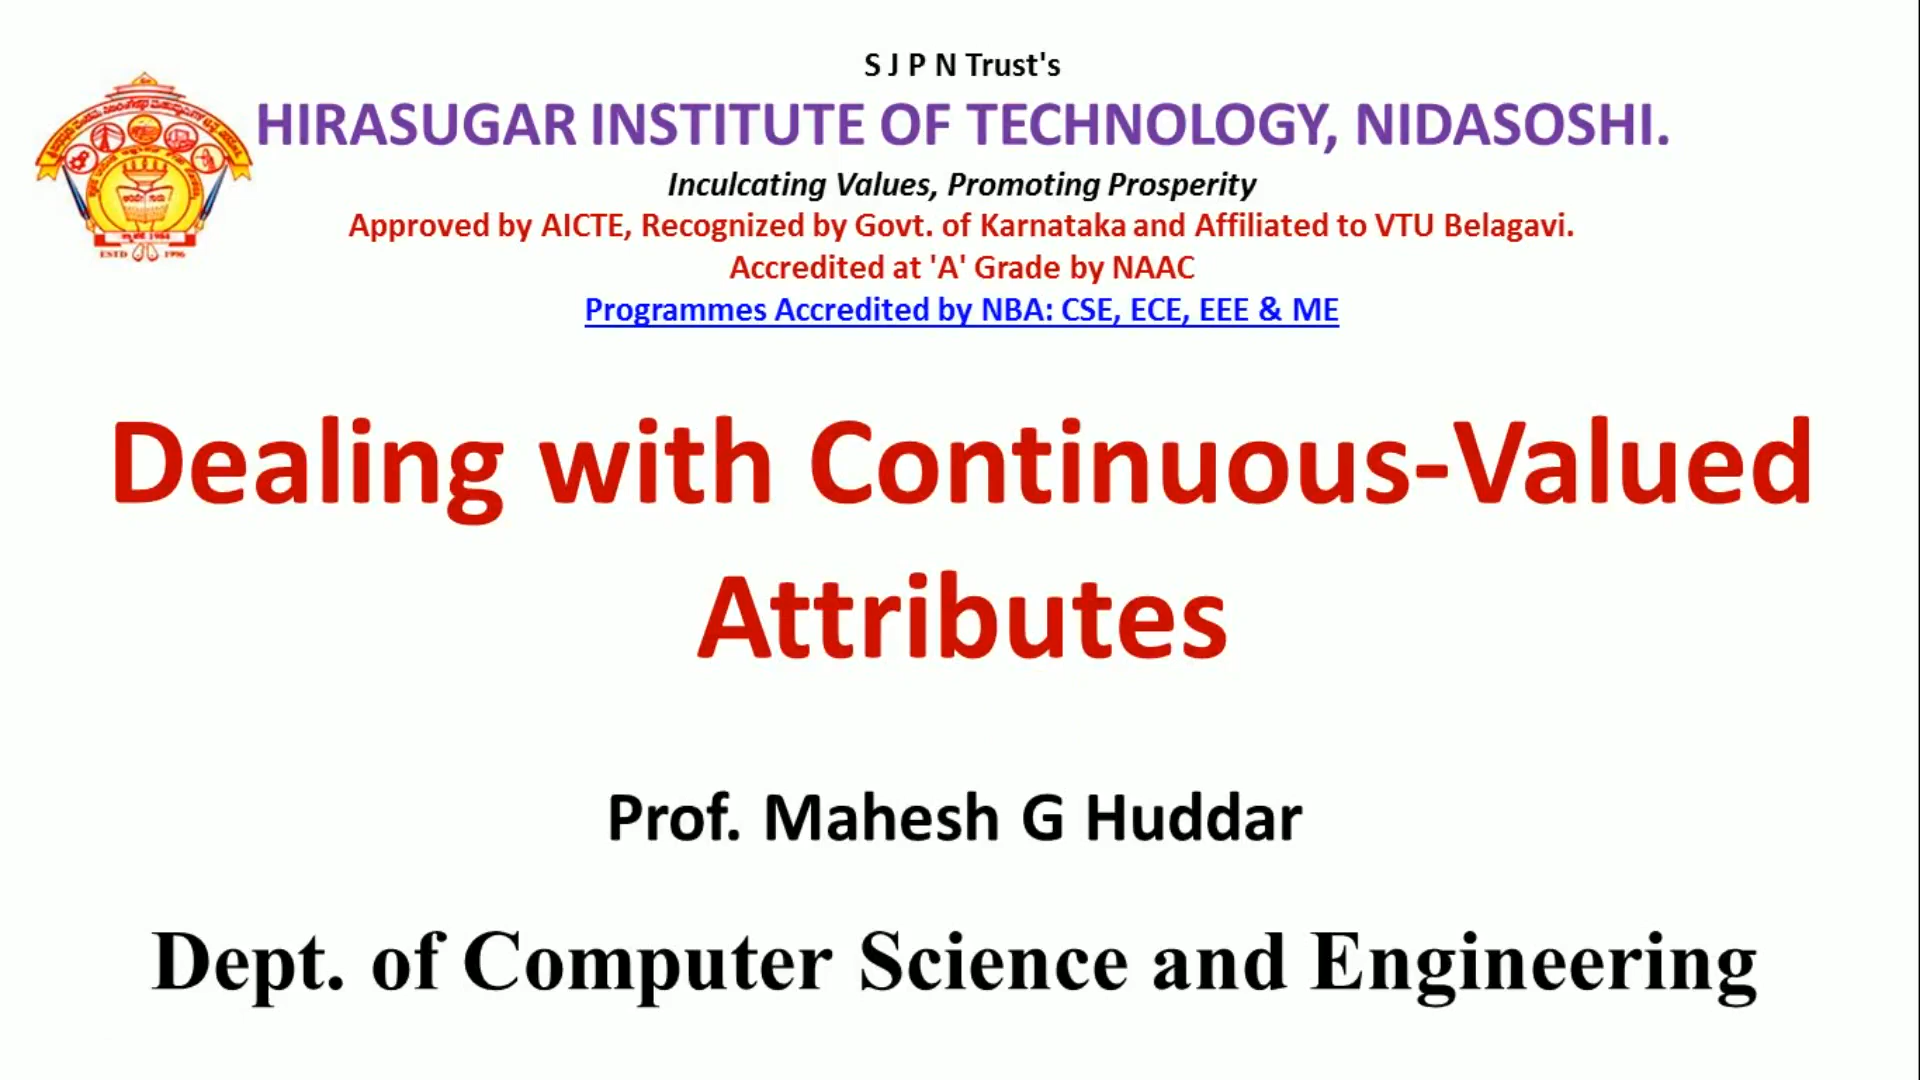 S J P N Trust's
HIRASUGAR INSTITUTE OF TECHNOLOGY, NIDASOSHI.
Inculcating Values, Promoting Prosperity
Approved by AICTE, Recognized by Govt. of Karnataka and Affiliated to VTU Belagavi.
Accredited at 'A' Grade by NAAC
Programmes Accredited by NBA: CSE, ECE, EEE & ME
ESTD 1996
Dealing with Continuous-Valued
Attributes
Prof. Mahesh G Huddar
Dept. of Computer Science and Engineering